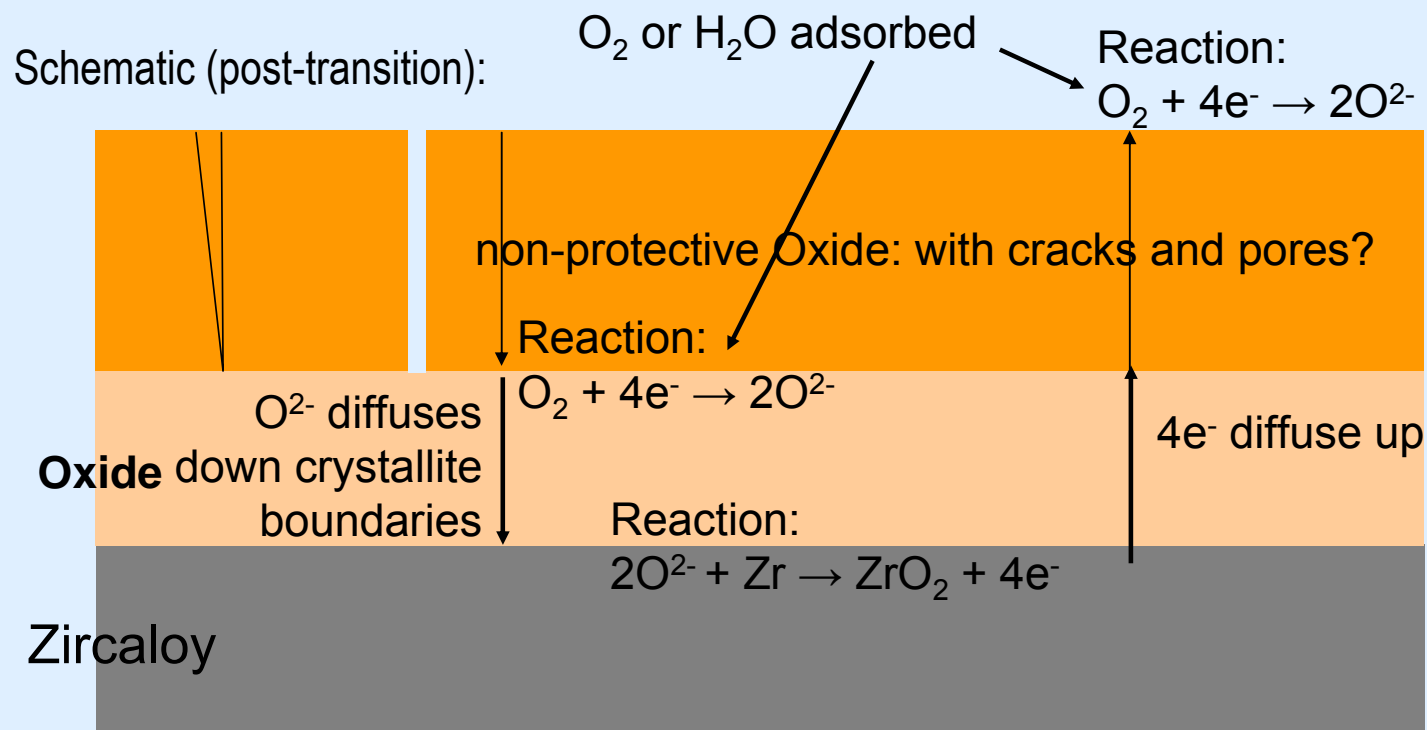 Schematic (post-transition):
O₂ or H₂O adsorbed
Reaction:
O₂ + 4e⁻ → 2O²⁻
non-protective Oxide: with cracks and pores?
Reaction:
O₂ + 4e⁻ → 2O²⁻
O²⁻ diffuses
down crystallite
boundaries
Oxide
4e⁻ diffuse up
Reaction:
2O²⁻ + Zr → ZrO₂ + 4e⁻
Zircaloy